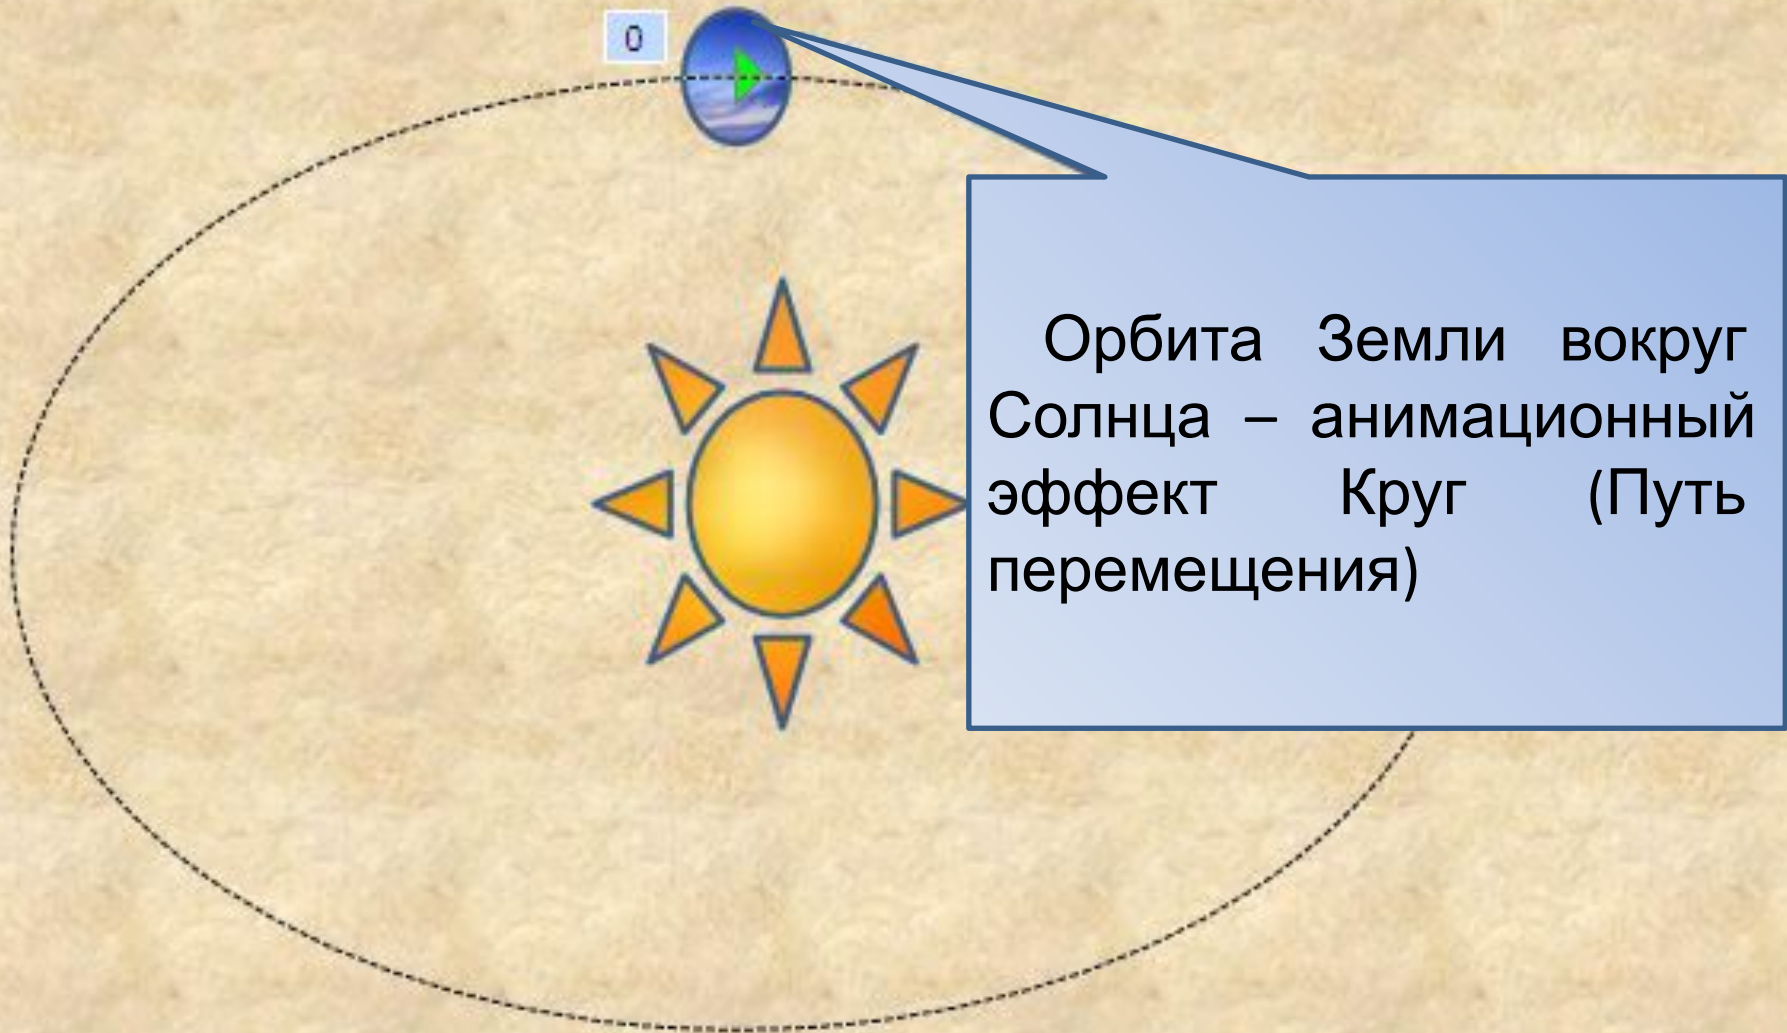 0
Орбита Земли вокруг
Солнца – анимационный
эффект Круг (Путь
перемещения)